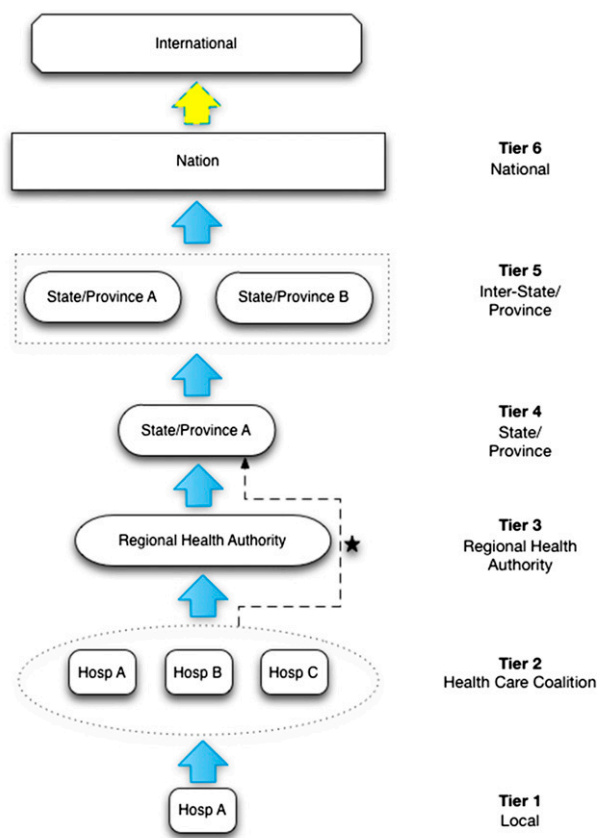 International
Nation
Tier 6
National
State/Province A
State/Province B
Tier 5
Inter-State/
Province
State/Province A
Tier 4
State/
Province
Regional Health Authority
Tier 3
Regional Health
Authority
Hosp A
Hosp B
Hosp C
Tier 2
Health Care Coalition
Hosp A
Tier 1
Local